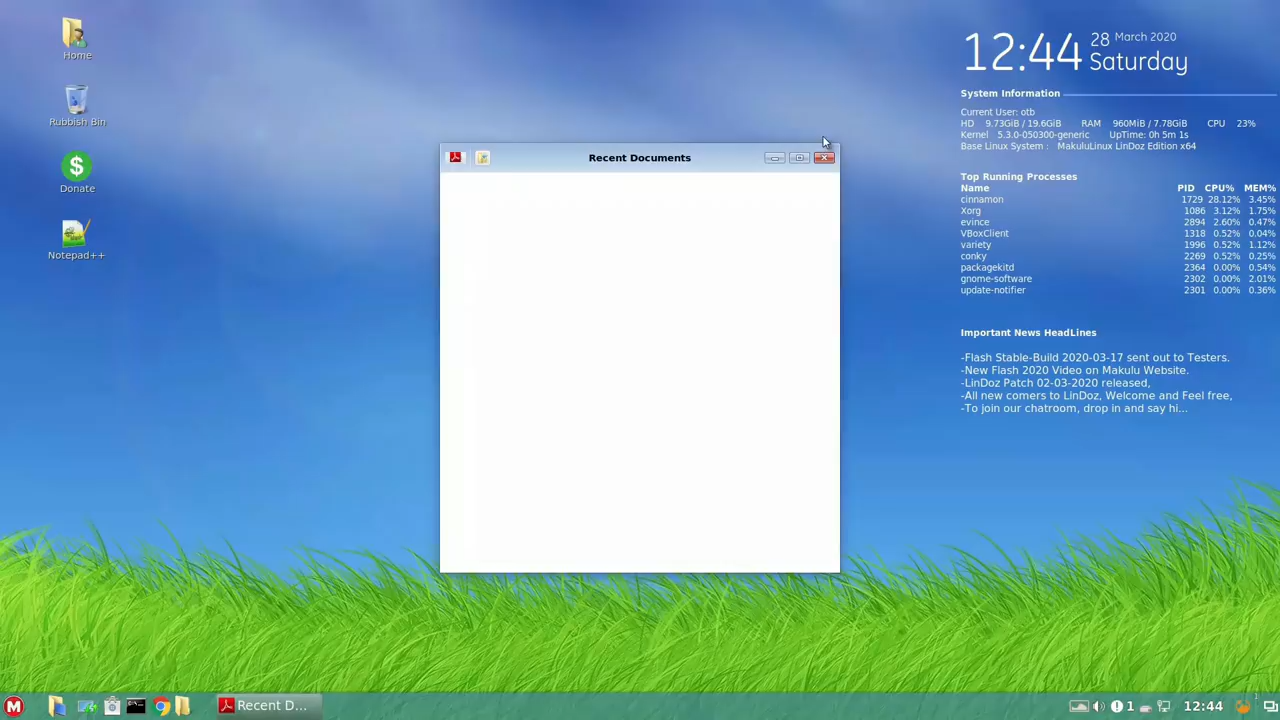 Home
Rubbish Bin
Donate
Notepad++
Recent Documents
12:44
28 March 2020
Saturday
System Information
Current User: otb
HD 9.73GiB / 19.6GiB RAM 960MiB / 7.78GiB CPU 23%
Kernel 5.3.0-050300-generic UpTime: 0h 5m 1s
Base Linux System : MakuluLinux LinDoz Edition x64
Top Running Processes
Name PID CPU% MEM%
cinnamon 1729 28.12% 3.45%
Xorg 1086 3.12% 1.75%
evince 2894 2.60% 0.47%
VBoxClient 1318 0.52% 0.04%
variety 1996 0.52% 1.12%
conky 2269 0.52% 0.25%
packagekitd 2364 0.00% 0.54%
gnome-software 2302 0.00% 2.01%
update-notifier 2301 0.00% 0.36%
Important News HeadLines
-Flash Stable-Build 2020-03-17 sent out to Testers.
-New Flash 2020 Video on Makulu Website.
-LinDoz Patch 02-03-2020 released,
-All new comers to LinDoz, Welcome and Feel free,
-To join our chatroom, drop in and say hi...
M
Recent D...
1
12:44
1